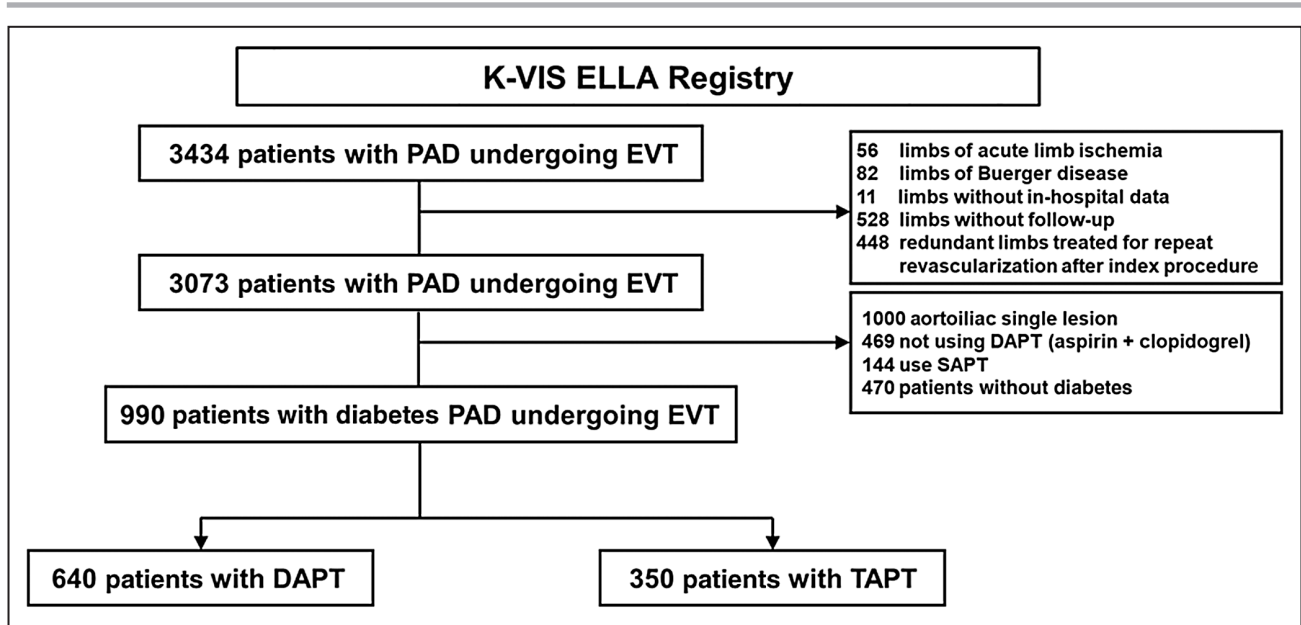 K-VIS ELLA Registry
3434 patients with PAD undergoing EVT
56 limbs of acute limb ischemia
82 limbs of Buerger disease
11 limbs without in-hospital data
528 limbs without follow-up
448 redundant limbs treated for repeat
revascularization after index procedure
3073 patients with PAD undergoing EVT
1000 aortoiliac single lesion
469 not using DAPT (aspirin + clopidogrel)
144 use SAPT
470 patients without diabetes
990 patients with diabetes PAD undergoing EVT
640 patients with DAPT
350 patients with TAPT